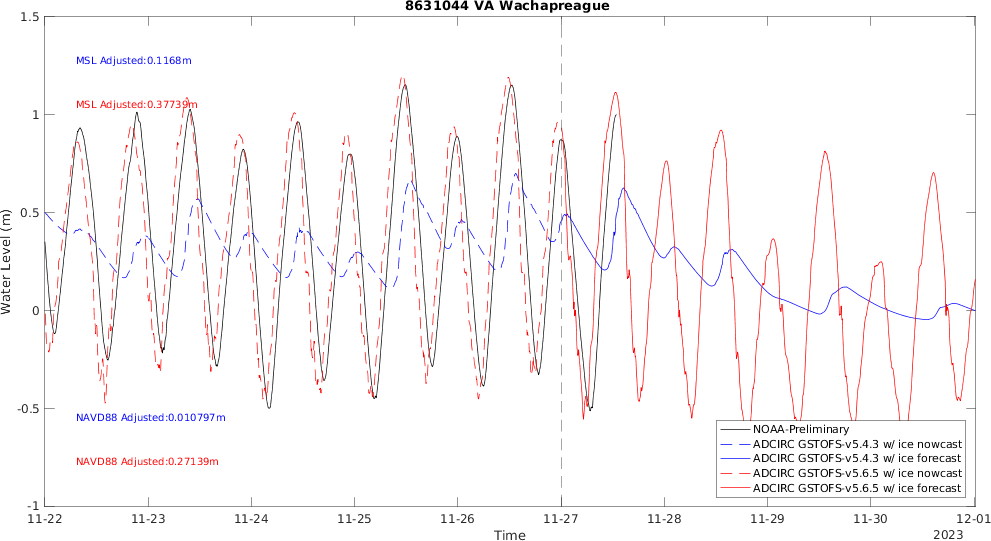 8631044 VA Wachapreague
1.5
MSL Adjusted:0.1168m
MSL Adjusted:0.37739m
1
0.5
Water Level (m)
0
-0.5
NAVD88 Adjusted:0.010797m
NAVD88 Adjusted:0.27139m
NOAA-Preliminary
ADCIRC GSTOFS-v5.4.3 w/ ice nowcast
ADCIRC GSTOFS-v5.4.3 w/ ice forecast
ADCIRC GSTOFS-v5.6.5 w/ ice nowcast
ADCIRC GSTOFS-v5.6.5 w/ ice forecast
-1
11-22 11-23 11-24 11-25 11-26 11-27 11-28 11-29 11-30 12-01
Time
2023